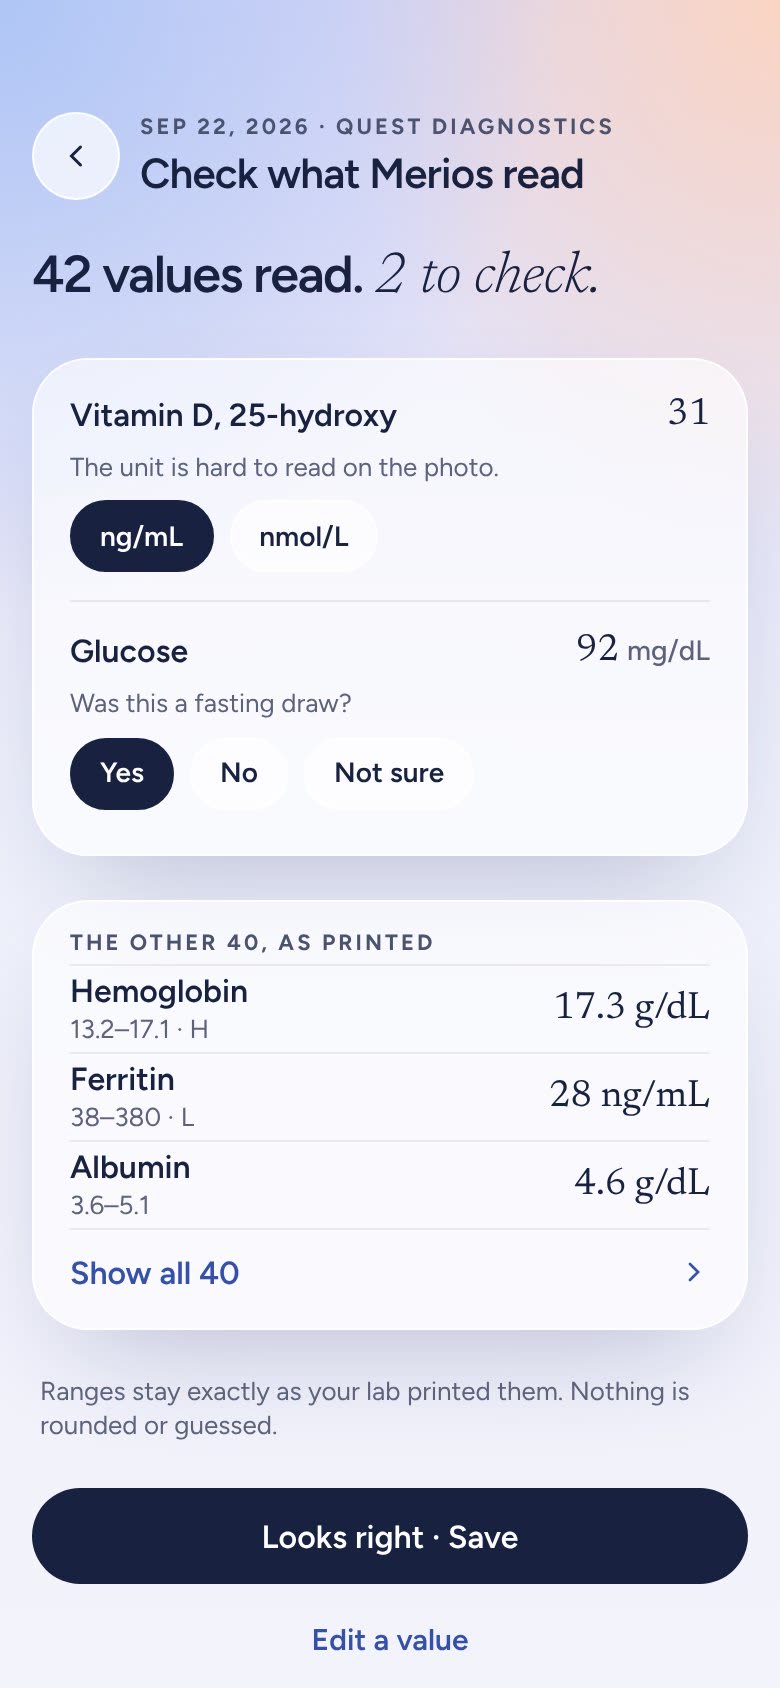 SEP 22, 2026 · QUEST DIAGNOSTICS
Check what Merios read
42 values read. 2 to check.
Vitamin D, 25-hydroxy 31
The unit is hard to read on the photo.
ng/mL nmol/L
Glucose 92 mg/dL
Was this a fasting draw?
Yes No Not sure
THE OTHER 40, AS PRINTED
Hemoglobin 17.3 g/dL
13.2–17.1 · H
Ferritin 28 ng/mL
38–380 · L
Albumin 4.6 g/dL
3.6–5.1
Show all 40
Ranges stay exactly as your lab printed them. Nothing is
rounded or guessed.
Looks right · Save
Edit a value